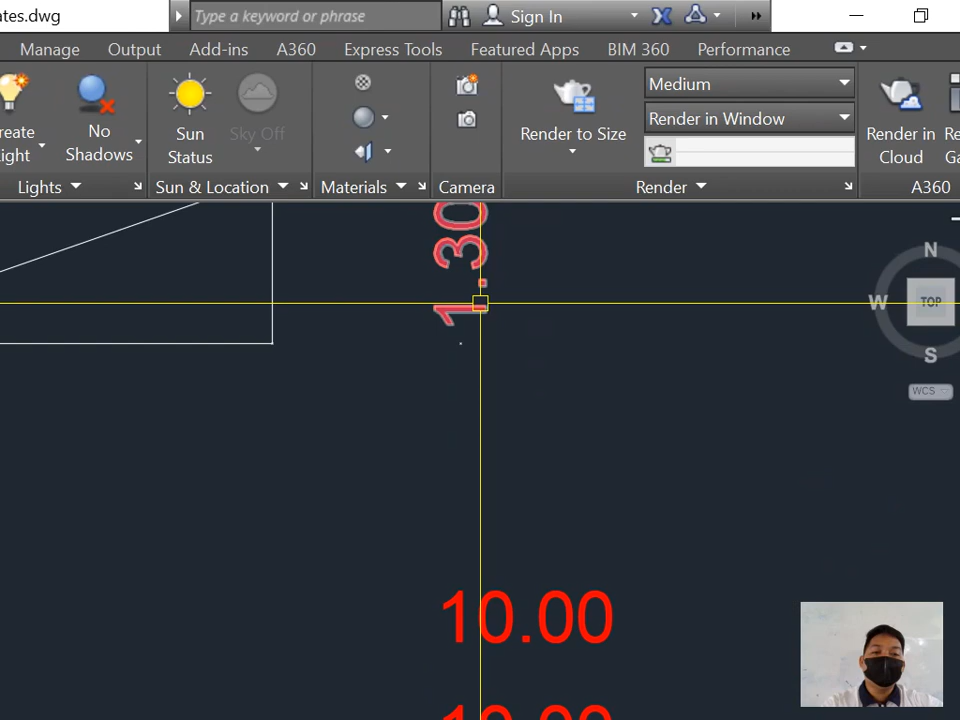 ates.dwg
Type a keyword or phrase
Sign In
Manage Output Add-ins A360 Express Tools Featured Apps BIM 360 Performance
reate
ight
No
Shadows
Sun
Status
Sky Off
Render to Size
Medium
Render in Window
Render in
Cloud
Lights
Sun & Location
Materials
Camera
Render
A360
1.30
N
W
TOP
S
WCS
10.00